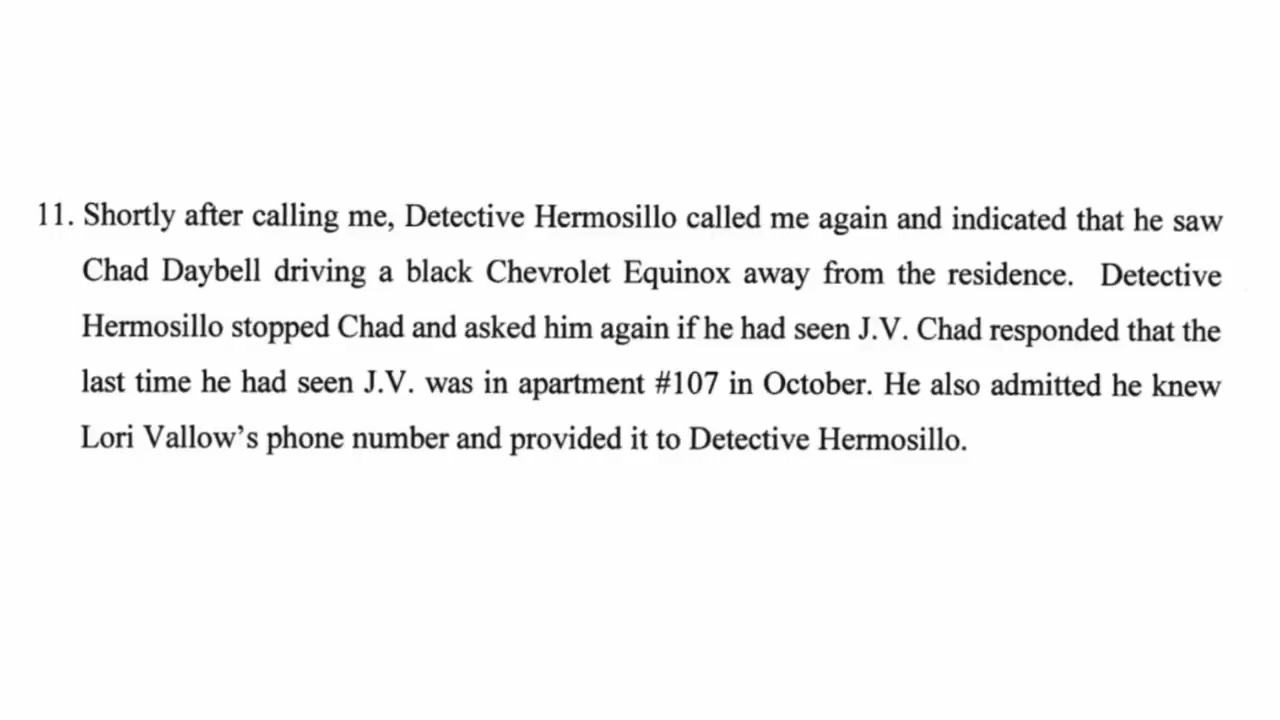 11. Shortly after calling me, Detective Hermosillo called me again and indicated that he saw
Chad Daybell driving a black Chevrolet Equinox away from the residence. Detective
Hermosillo stopped Chad and asked him again if he had seen J.V. Chad responded that the
last time he had seen J.V. was in apartment #107 in October. He also admitted he knew
Lori Vallow's phone number and provided it to Detective Hermosillo.